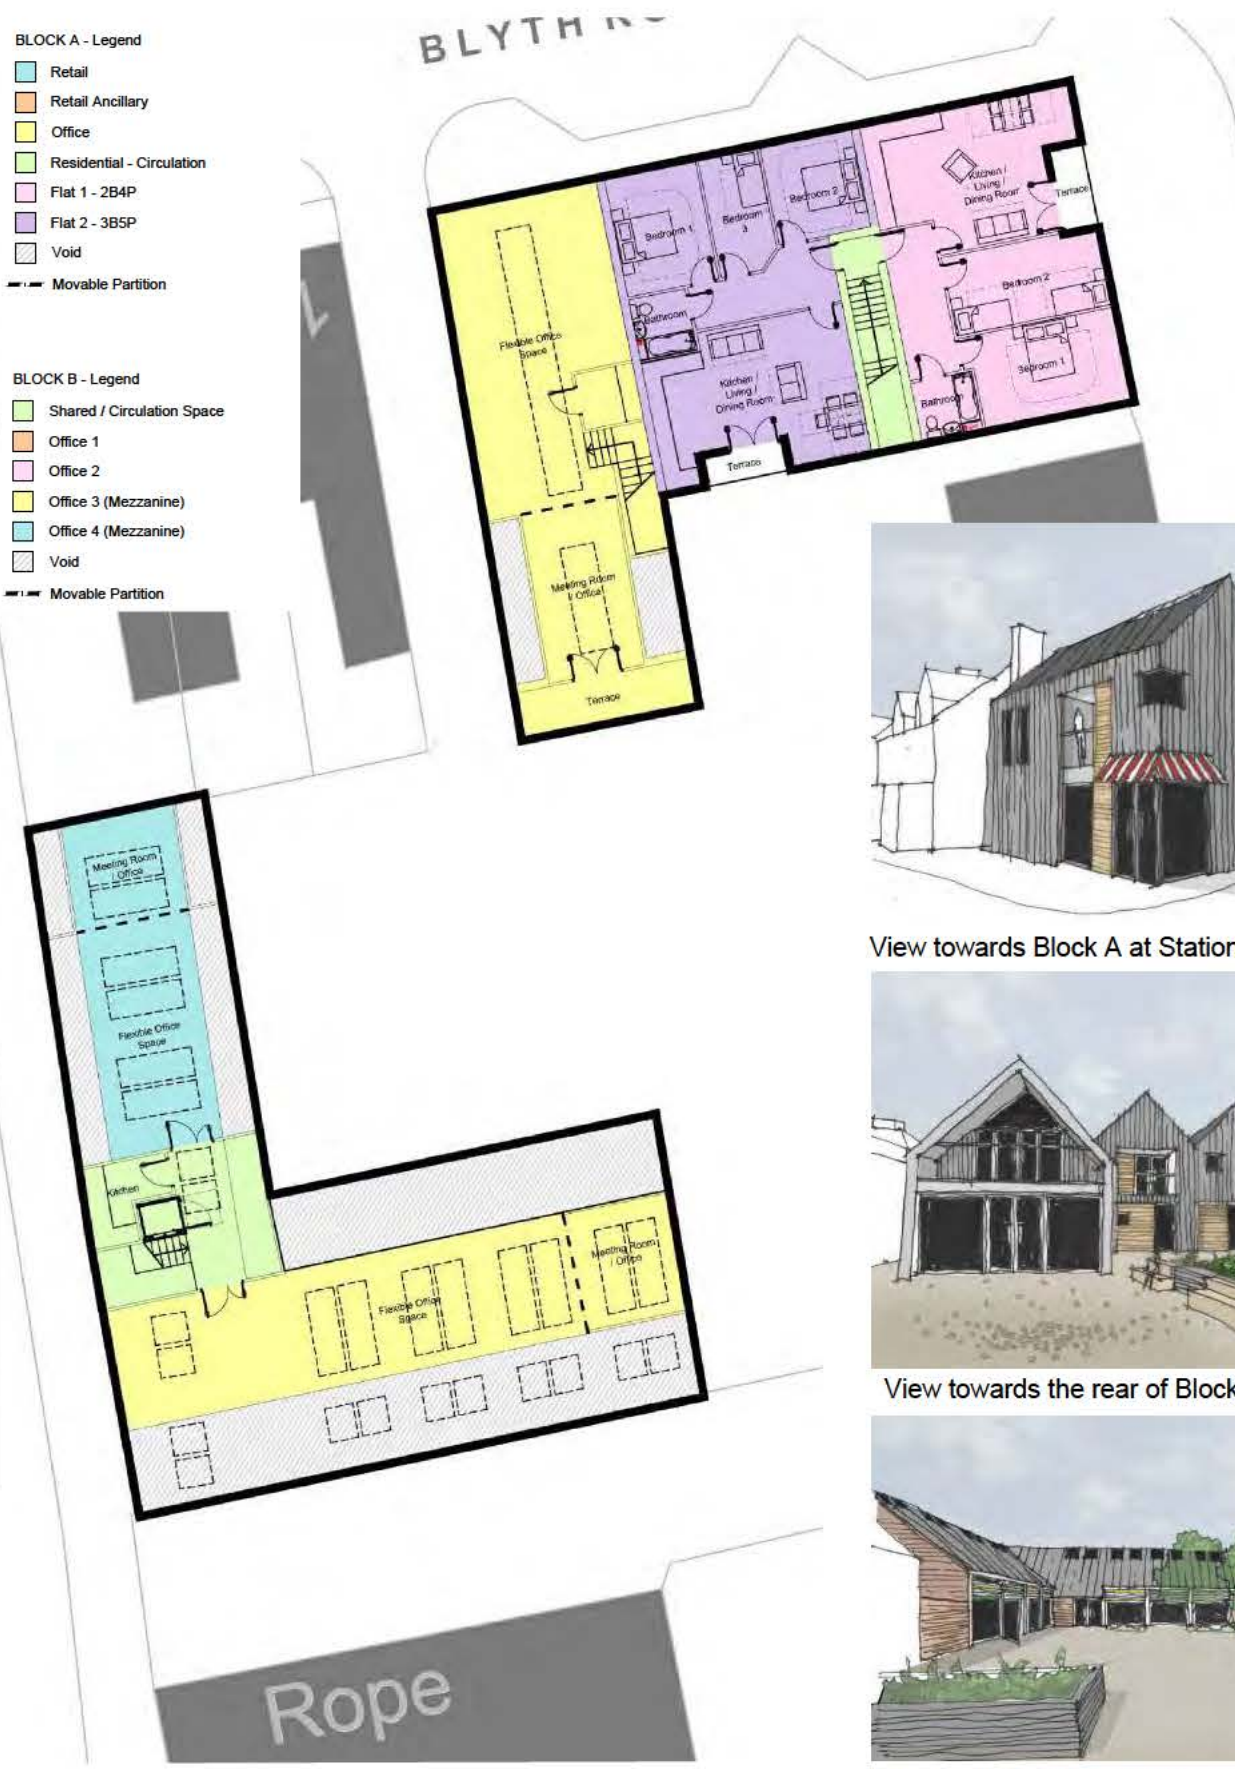 BLOCK A - Legend
Retail
Retail Ancillary
Office
Residential - Circulation
Flat 1 - 2B4P
Flat 2 - 3B5P
Void
Movable Partition
BLOCK B - Legend
Shared / Circulation Space
Office 1
Office 2
Office 3 (Mezzanine)
Office 4 (Mezzanine)
Void
Movable Partition
BLYTH
Kitchen /
Living /
Dining Room
Terrace
Bedroom 2
Bedroom
3
Bedroom 1
Bedroom 2
Bedroom 1
Bathroom
Bathroom
Flexible Office
Space
Kitchen /
Living /
Dining Room
Terrace
Meeting Room
/ Office
Terrace
Meeting Room
/ Office
Flexible Office
Space
Kitchen
Flexible Office
Space
Meeting Room
/ Office
Rope
View towards Block A at Station
View towards the rear of Block